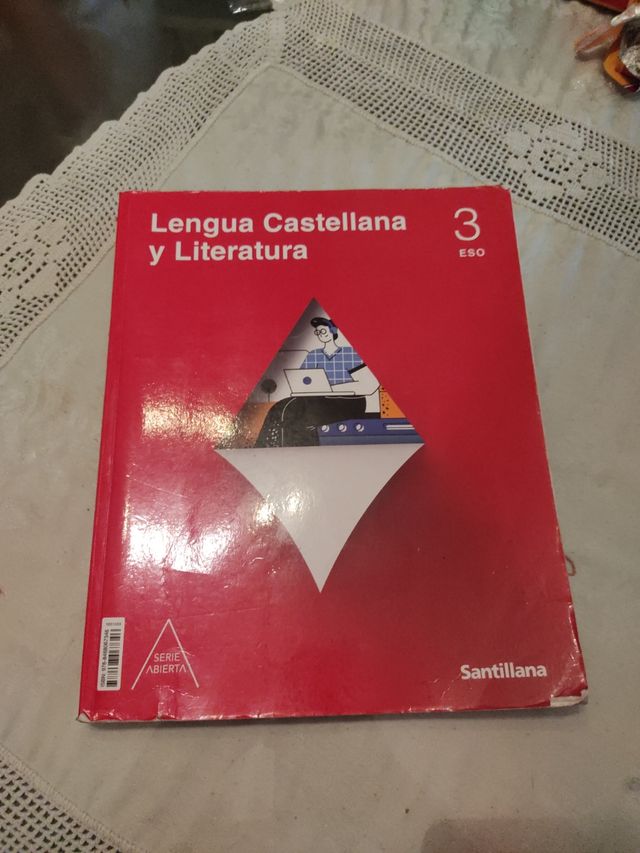 Lengua Castellana
y Literatura
3
ESO
SERIE
ABIERTA
Santillana